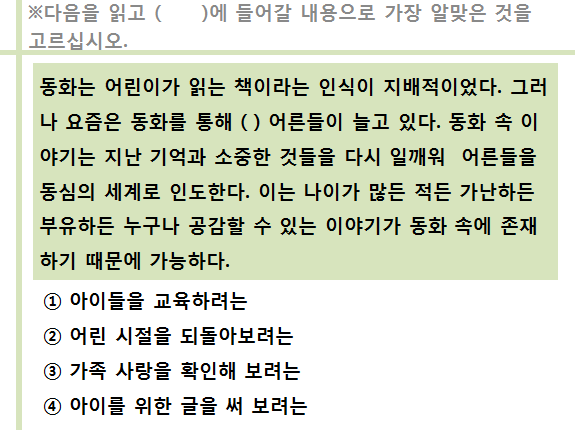 ※다음을 읽고 (      )에 들어갈 내용으로 가장 알맞은 것을
고르십시오.
동화는 어린이가 읽는 책이라는 인식이 지배적이었다. 그러
나 요즘은 동화를 통해 ( ) 어른들이 늘고 있다. 동화 속 이
야기는 지난 기억과 소중한 것들을 다시 일깨워  어른들을
동심의 세계로 인도한다. 이는 나이가 많든 적든 가난하든
부유하든 누구나 공감할 수 있는 이야기가 동화 속에 존재
하기 때문에 가능하다.
① 아이들을 교육하려는
② 어린 시절을 되돌아보려는
③ 가족 사랑을 확인해 보려는
④ 아이를 위한 글을 써 보려는